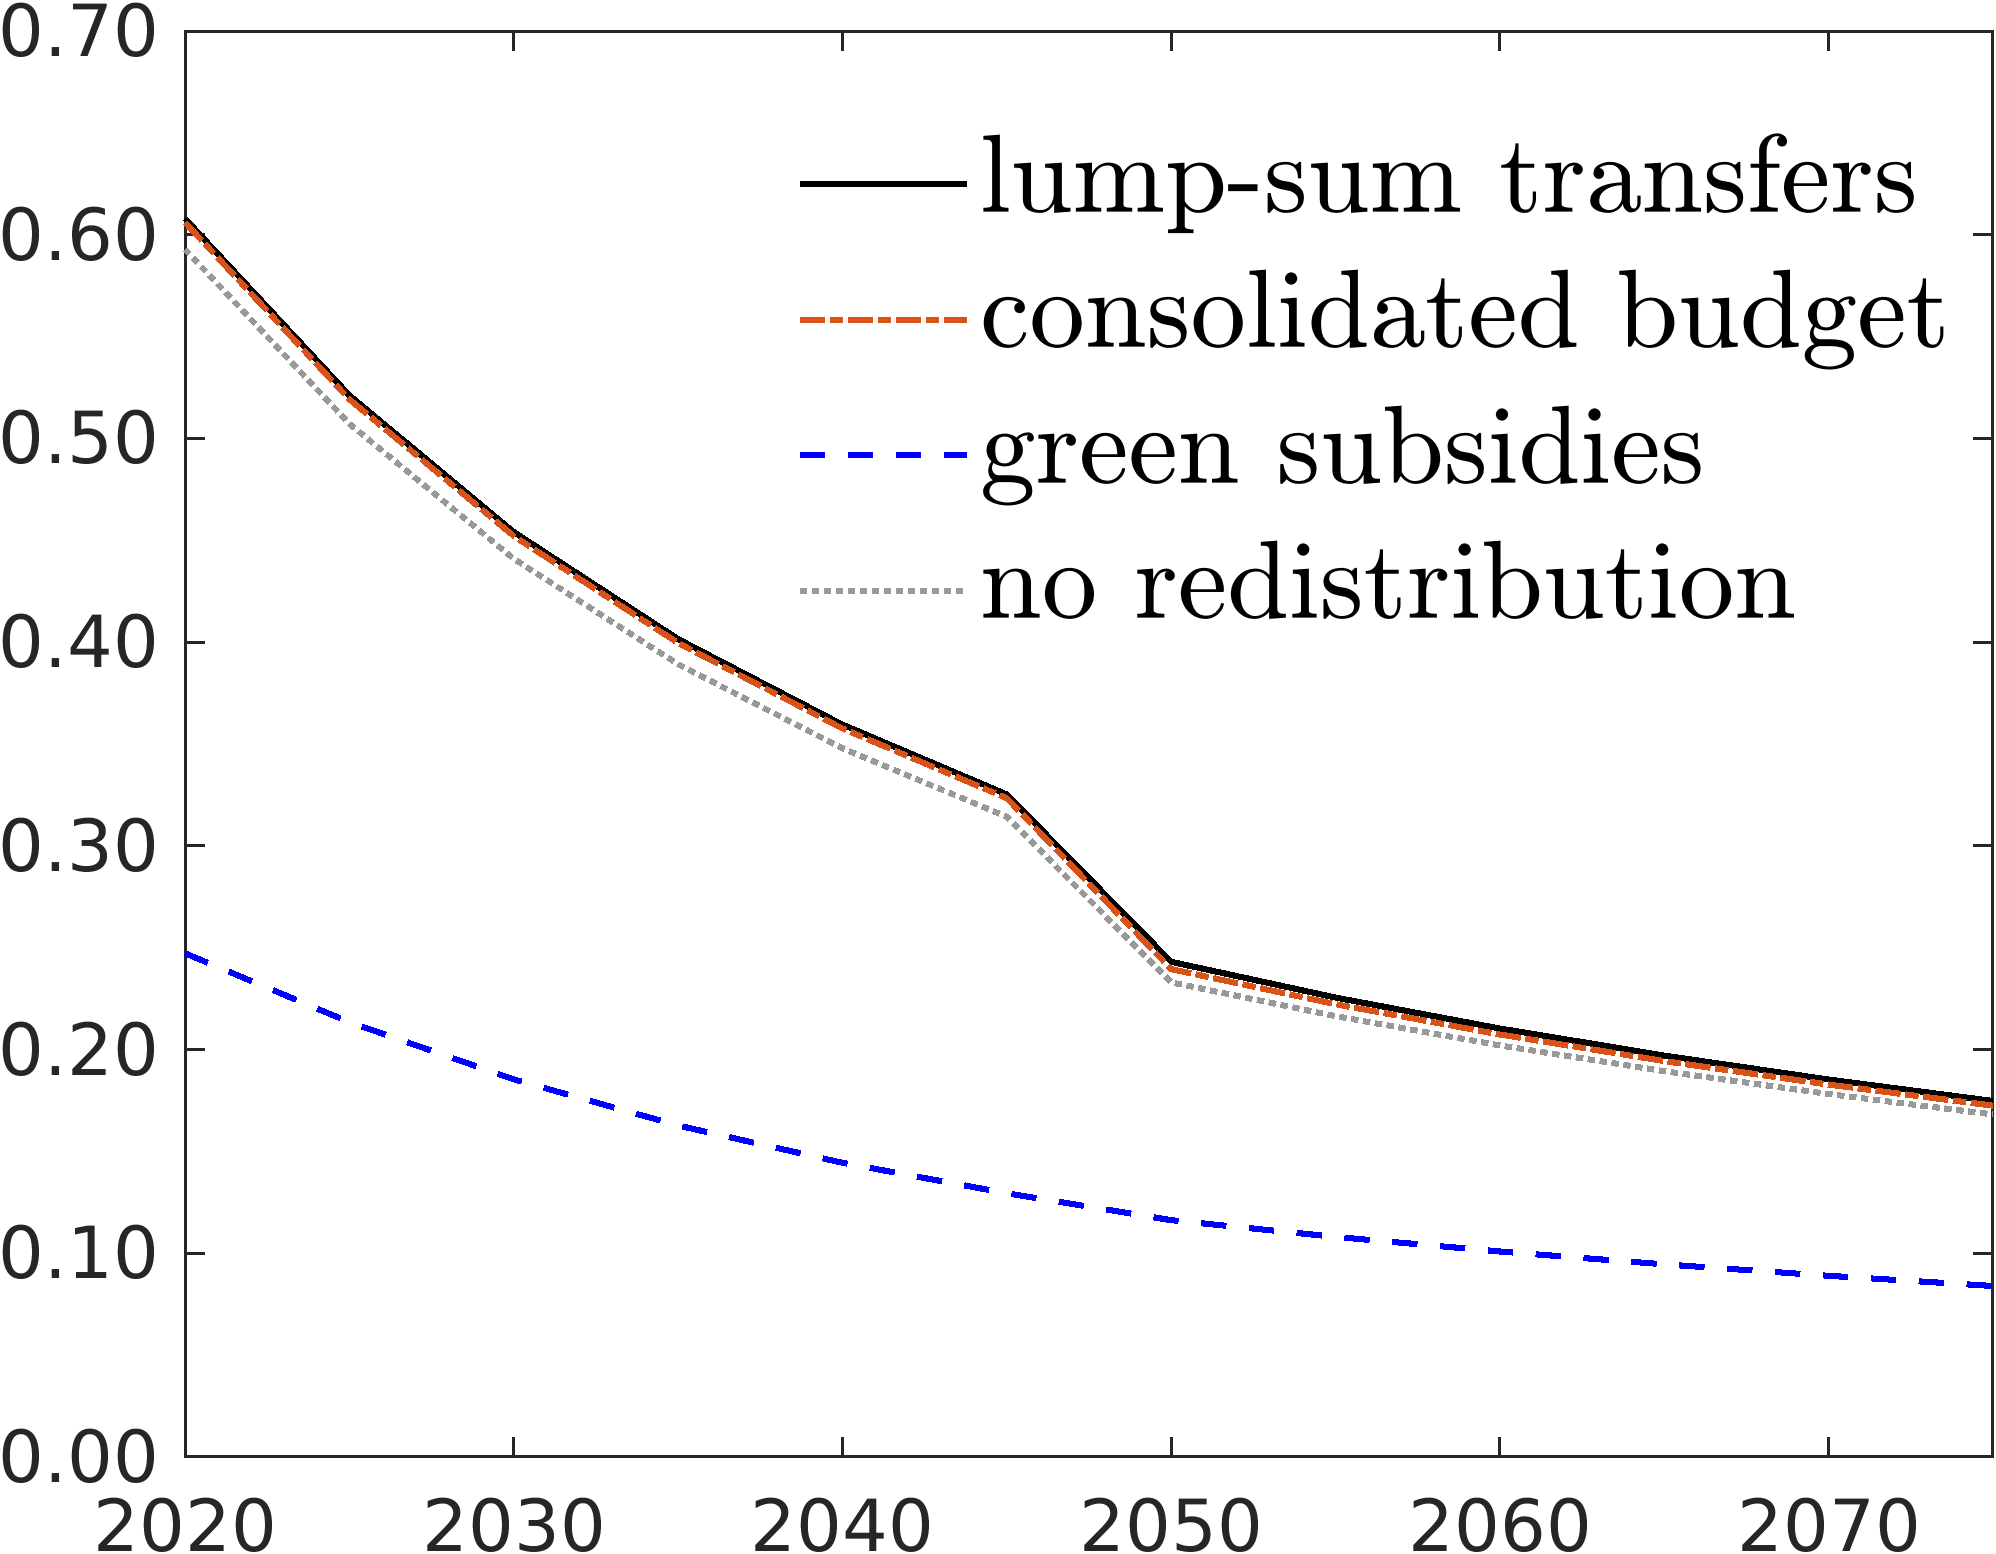 0.70
0.60
0.50
0.40
0.30
0.20
0.10
0.00
2020 2030 2040 2050 2060 2070
lump-sum transfers
consolidated budget
green subsidies
no redistribution